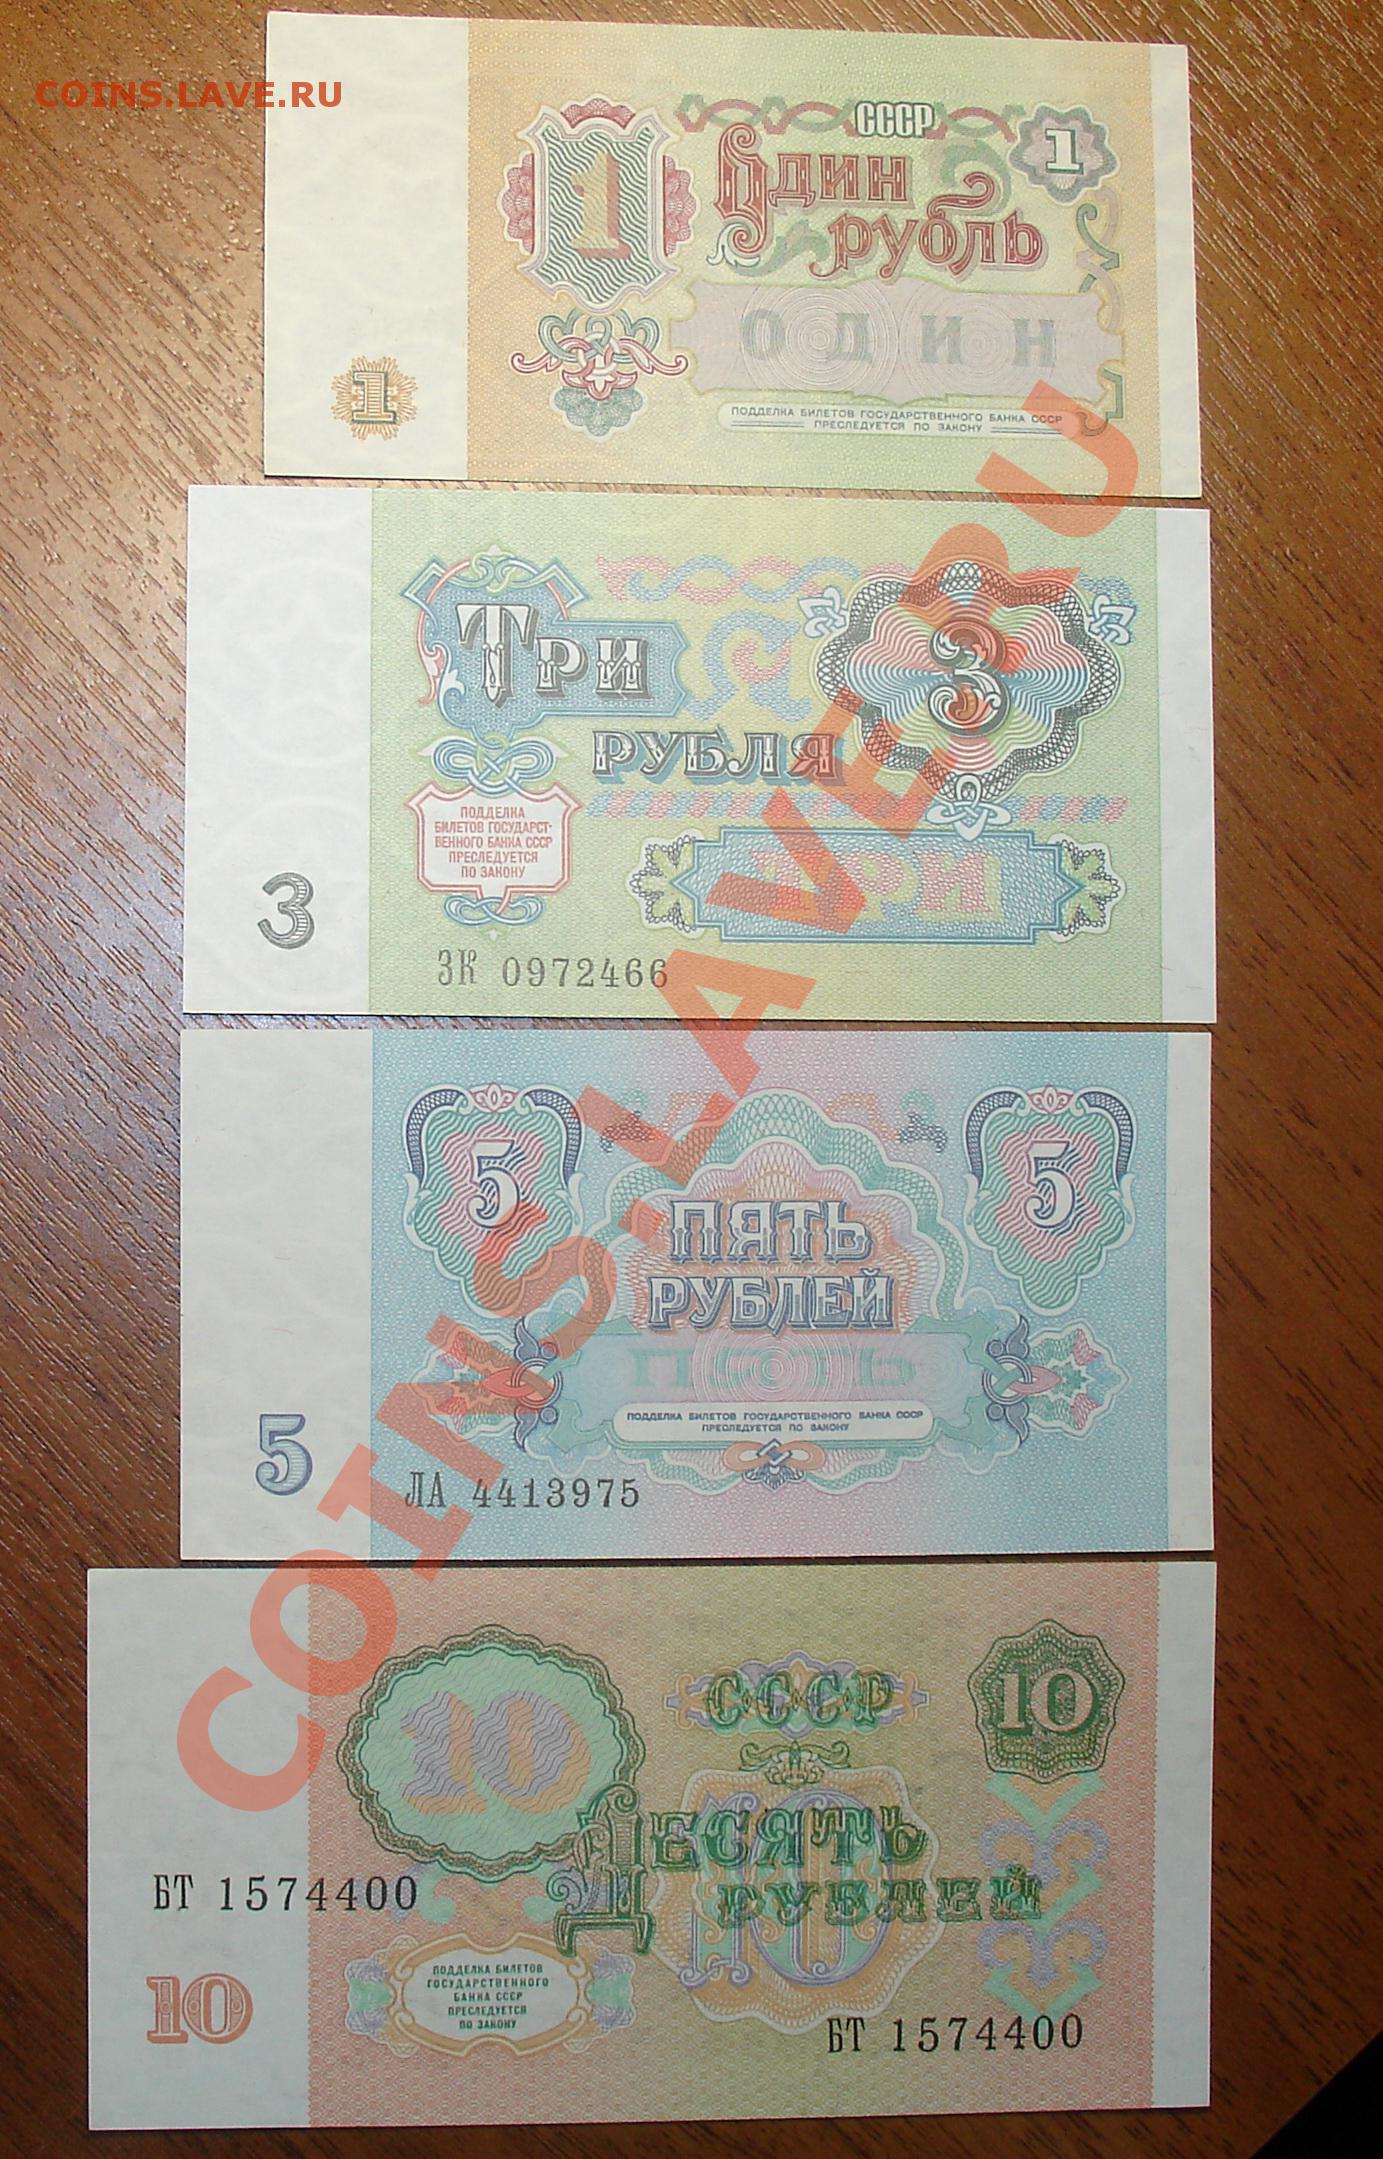 COINS.LAVE.RU
СССР
1
1
Один
рубль
ОДИН
1
ПОДДЕЛКА БИЛЕТОВ ГОСУДАРСТВЕННОГО БАНКА СССР
ПРЕСЛЕДУЕТСЯ ПО ЗАКОНУ
ТРИ
3
РУБЛЯ
ПОДДЕЛКА
БИЛЕТОВ ГОСУДАРСТ-
ВЕННОГО БАНКА СССР
ПРЕСЛЕДУЕТСЯ
ПО ЗАКОНУ
ТРИ
3
ЗК 0972466
5
5
ПЯТЬ
РУБЛЕЙ
ПОДДЕЛКА БИЛЕТОВ ГОСУДАРСТВЕННОГО БАНКА СССР
ПРЕСЛЕДУЕТСЯ ПО ЗАКОНУ
5
ЛА 4413975
СССР
10
10
10
ДЕСЯТЬ
РУБЛЕЙ
БТ 1574400
ПОДДЕЛКА БИЛЕТОВ
ГОСУДАРСТВЕННОГО
БАНКА СССР
ПРЕСЛЕДУЕТСЯ
ПО ЗАКОНУ
10
БТ 1574400
COINS.LAVE.RU